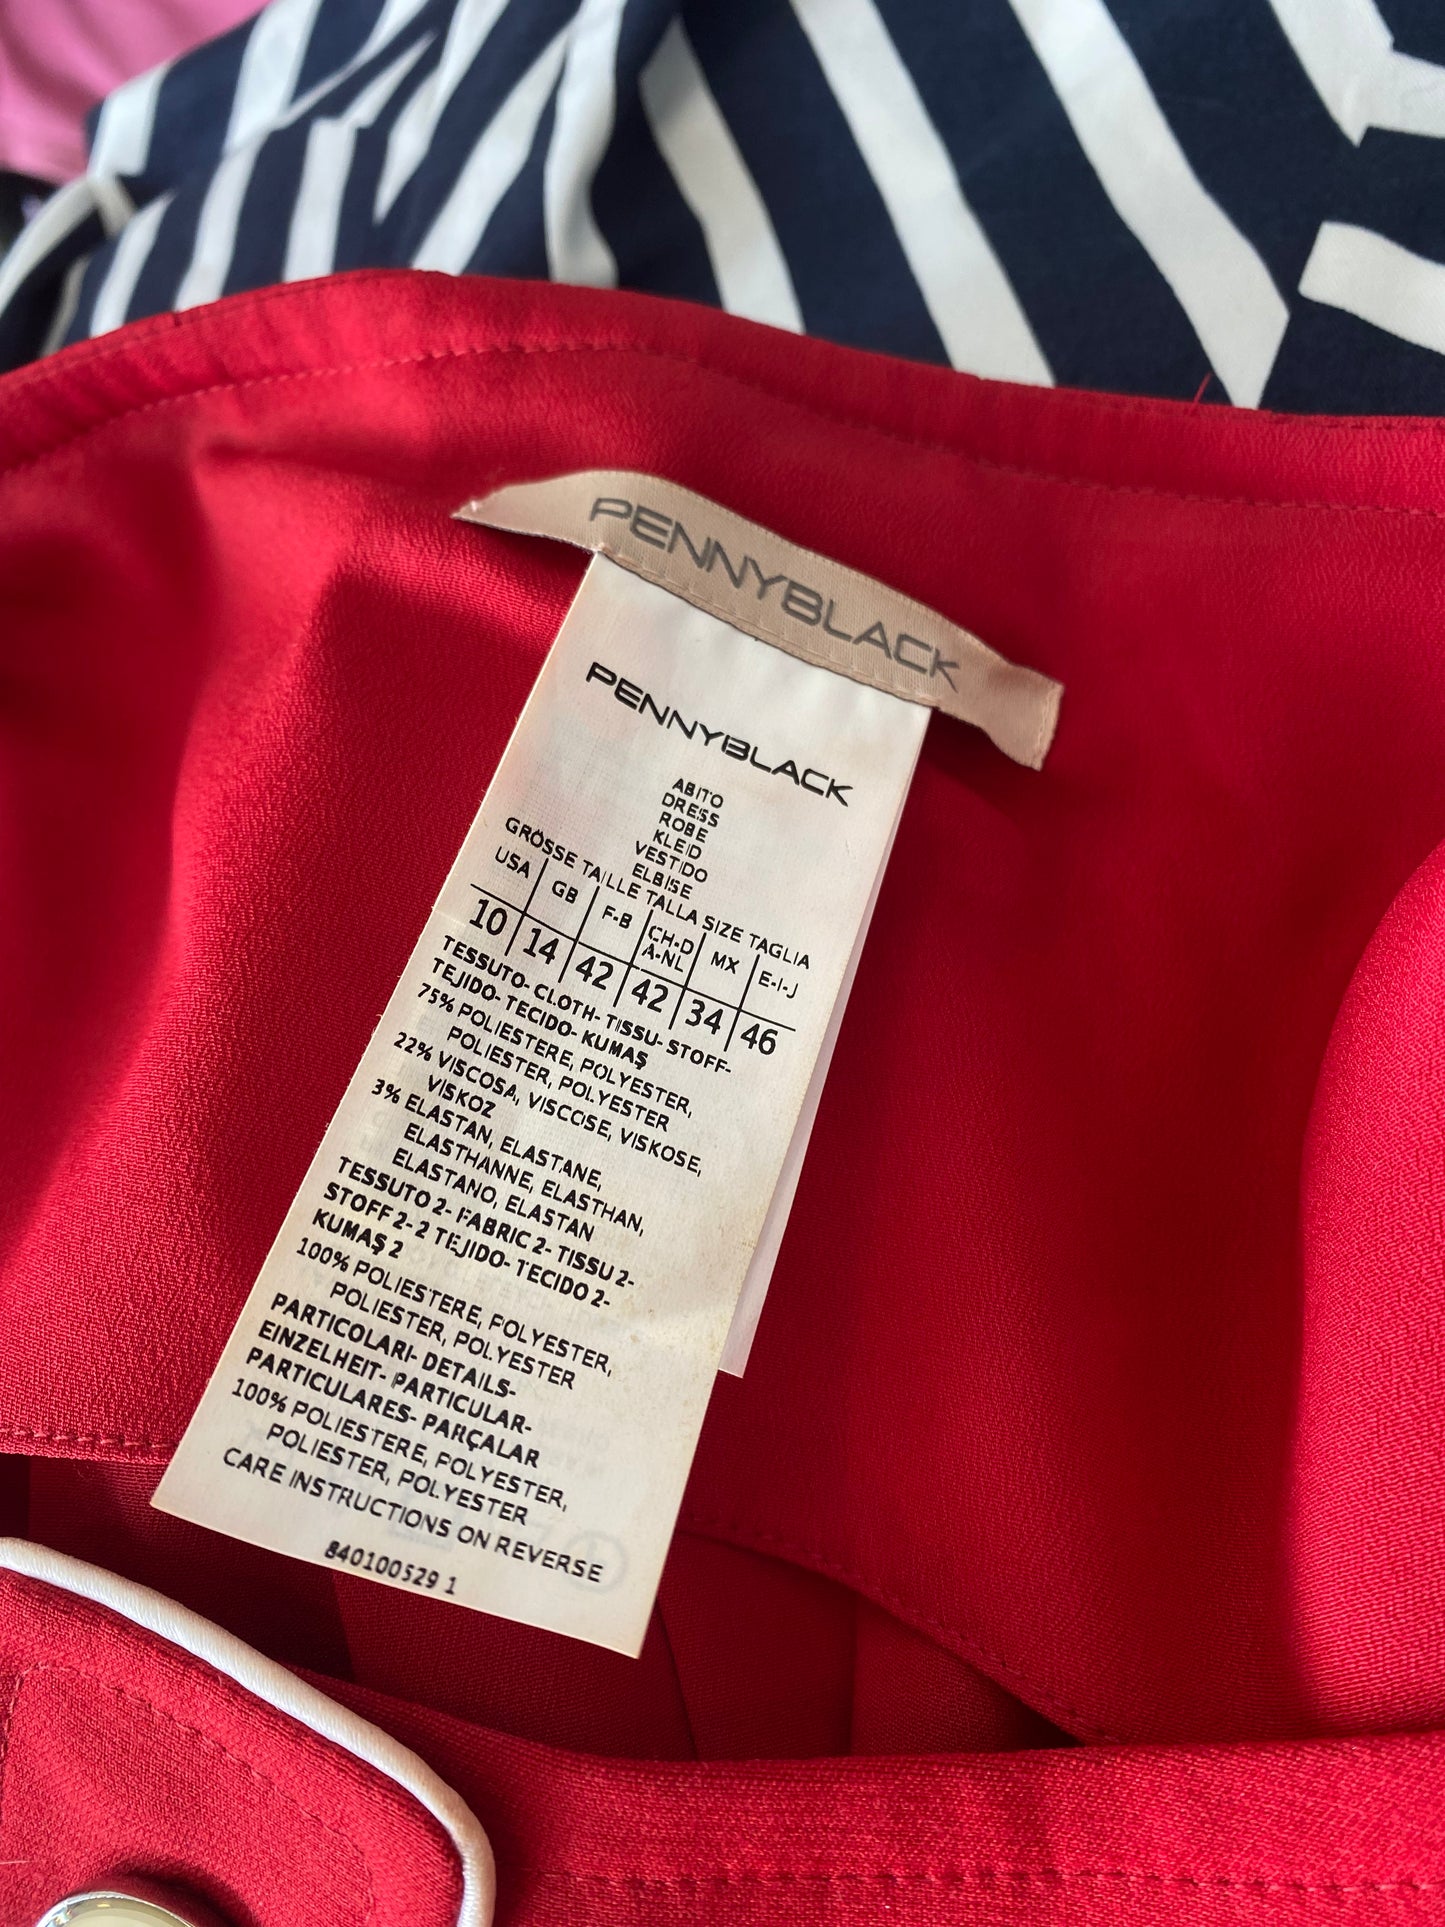 PENNYBLACK
PENNYBLACK
ABITO
DRESS
ROBE
KLEID
VESTIDO
ELBISE
GRÖSSE TAILLE TALLA SIZE TAGLIA
USA GB F-B CH-D A-NL MX E-I-J
10 14 42 42 34 46
TESSUTO- CLOTH- TISSU- STOFF-
TEJIDO- TECIDO- KUMAŞ
75% POLIESTERE, POLYESTER,
POLIESTER, POLYESTER
22% VISCOSA, VISCOSE, VISKOSE,
VISKOZ
3% ELASTAN, ELASTANE,
ELASTHANNE, ELASTHAN,
ELASTANO, ELASTAN
TESSUTO 2- FABRIC 2- TISSU 2-
STOFF 2- 2 TEJIDO- TECIDO 2-
KUMAŞ 2
100% POLIESTERE, POLYESTER,
POLIESTER, POLYESTER
PARTICOLARI- DETAILS-
EINZELHEIT- PARTICULAR-
PARTICULARES- PARÇALAR
100% POLIESTERE, POLYESTER,
POLIESTER, POLYESTER
CARE INSTRUCTIONS ON REVERSE
840100529 1